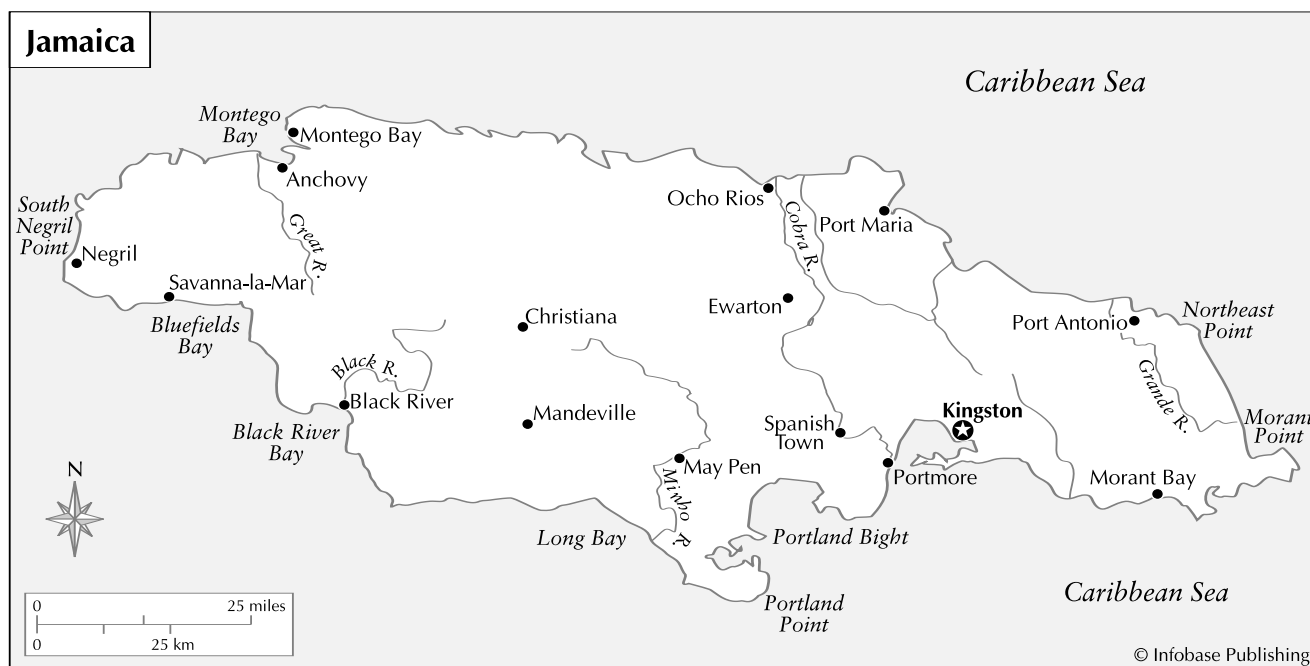 Jamaica
Caribbean Sea
Montego
Bay
Montego Bay
Anchovy
Ocho Rios
Cobra R.
Port Maria
South
Negril
Point
Great R.
Negril
Savanna-la-Mar
Bluefields
Bay
Christiana
Ewarton
Port Antonio
Northeast
Point
Black R.
Grande R.
Black River
Black River
Bay
Mandeville
Spanish
Town
Kingston
Morant
Point
May Pen
Portmore
Morant Bay
Minho R.
N
Long Bay
Portland Bight
Portland
Point
Caribbean Sea
0 25 miles
0 25 km
© Infobase Publishing